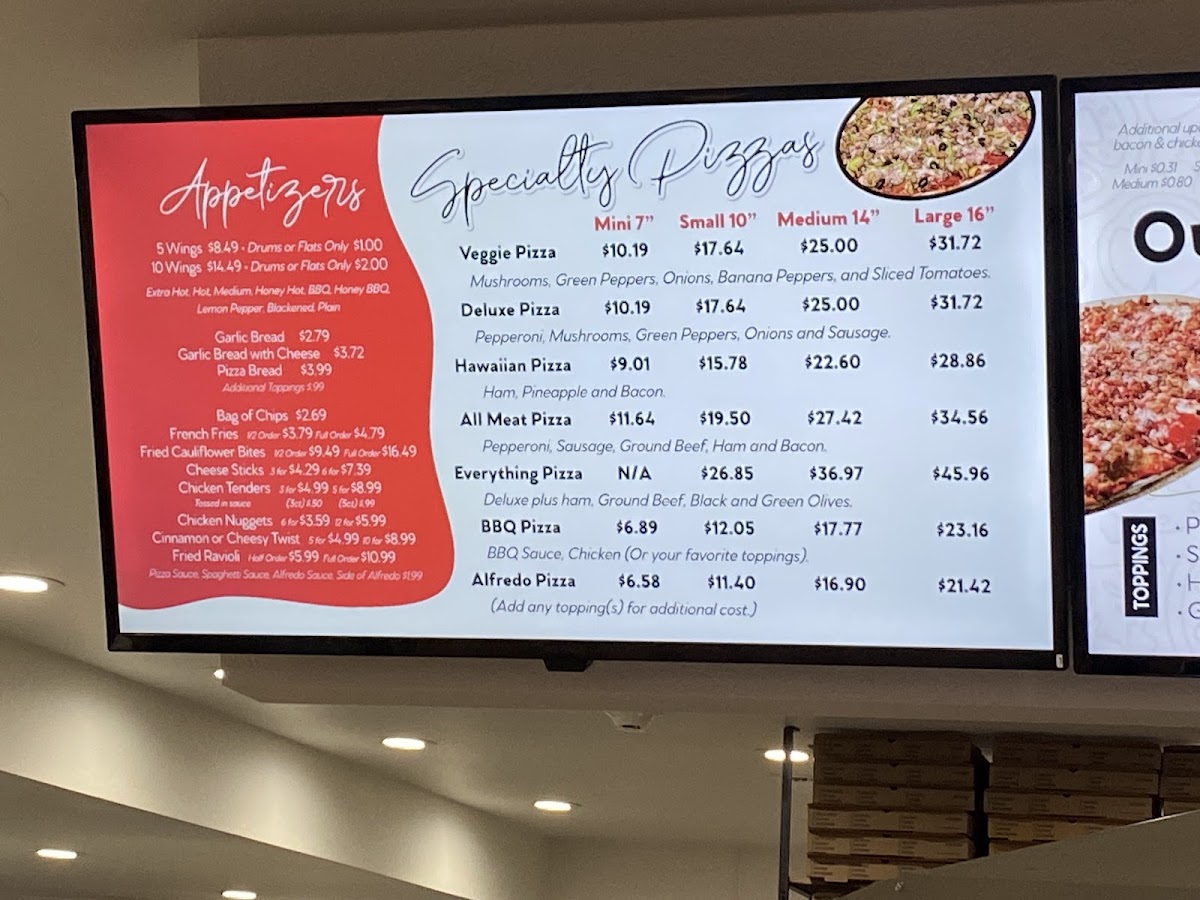 Appetizers
5 Wings $8.49 - Drums or Flats Only $1.00
10 Wings $14.49 - Drums or Flats Only $2.00
Extra Hot, Hot, Medium, Honey Hot, BBQ, Honey BBQ,
Lemon Pepper, Blackened, Plain
Garlic Bread $2.79
Garlic Bread with Cheese $3.72
Pizza Bread $3.99
Additional Toppings $.99
Bag of Chips $2.69
French Fries 1/2 Order $3.79 Full Order $4.79
Fried Cauliflower Bites 1/2 Order $9.49 Full Order $16.49
Cheese Sticks 3 for $4.29 6 for $7.39
Chicken Tenders 3 for $4.99 5 for $8.99
Tossed in sauce (3ct) $.50 (5ct) $.99
Chicken Nuggets 6 for $3.59 12 for $5.99
Cinnamon or Cheesy Twist 5 for $4.99 10 for $8.99
Fried Ravioli Half Order $5.99 Full Order $10.99
Pizza Sauce, Spaghetti Sauce, Alfredo Sauce, Side of Alfredo $1.99
Specialty Pizzas
Mini 7” Small 10” Medium 14” Large 16”
Veggie Pizza $10.19 $17.64 $25.00 $31.72
Mushrooms, Green Peppers, Onions, Banana Peppers, and Sliced Tomatoes.
Deluxe Pizza $10.19 $17.64 $25.00 $31.72
Pepperoni, Mushrooms, Green Peppers, Onions and Sausage.
Hawaiian Pizza $9.01 $15.78 $22.60 $28.86
Ham, Pineapple and Bacon.
All Meat Pizza $11.64 $19.50 $27.42 $34.56
Pepperoni, Sausage, Ground Beef, Ham and Bacon.
Everything Pizza N/A $26.85 $36.97 $45.96
Deluxe plus ham, Ground Beef, Black and Green Olives.
BBQ Pizza $6.89 $12.05 $17.77 $23.16
BBQ Sauce, Chicken (Or your favorite toppings).
Alfredo Pizza $6.58 $11.40 $16.90 $21.42
(Add any topping(s) for additional cost.)
Additional
bacon &
Mini $0.31
Medium $0.80
TOPPINGS